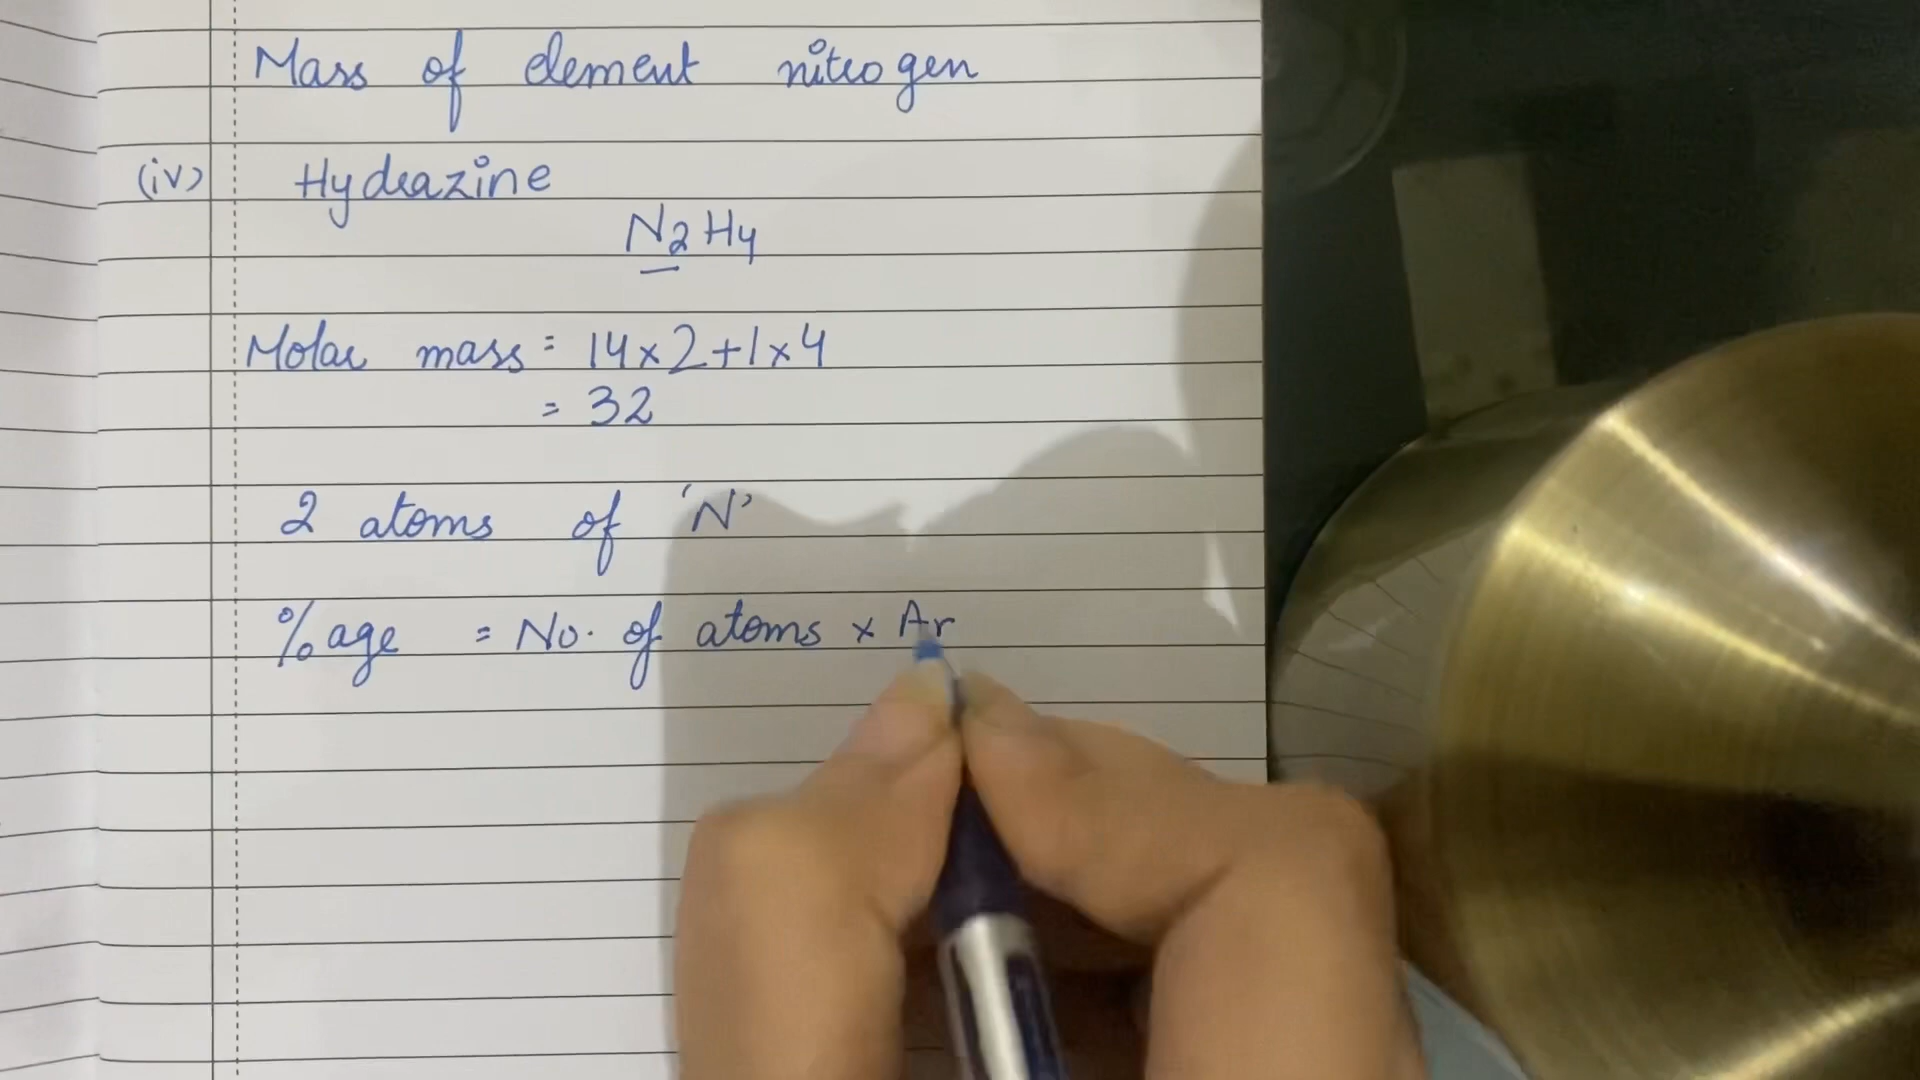 Mass of element nitrogen
(iv) Hydrazine
N2H4
Molar mass = 14×2+1×4
= 32
2 atoms of 'N'
%age = No. of atoms × Ar